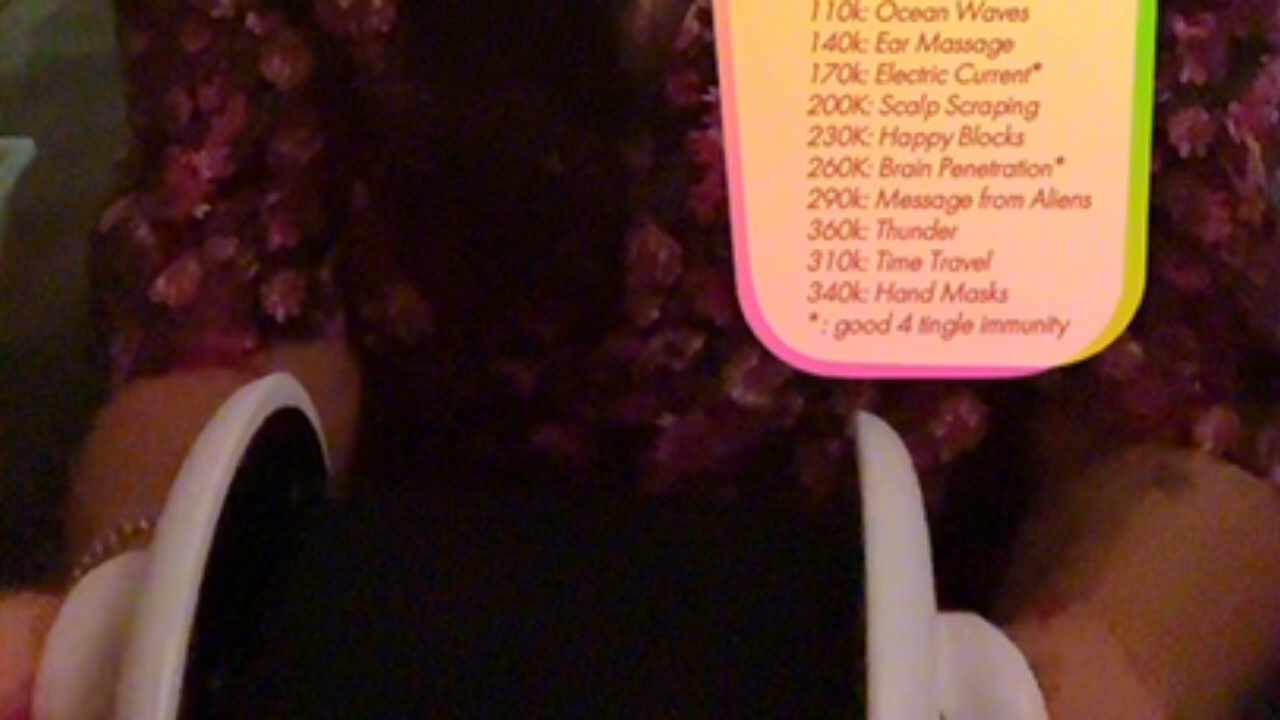 110k: Ocean Waves
140k: Ear Massage
170k: Electric Current*
200K: Scalp Scraping
230K: Happy Blocks
260K: Brain Penetration*
290k: Message from Aliens
360k: Thunder
310k: Time Travel
340k: Hand Masks
* : good 4 tingle immunity